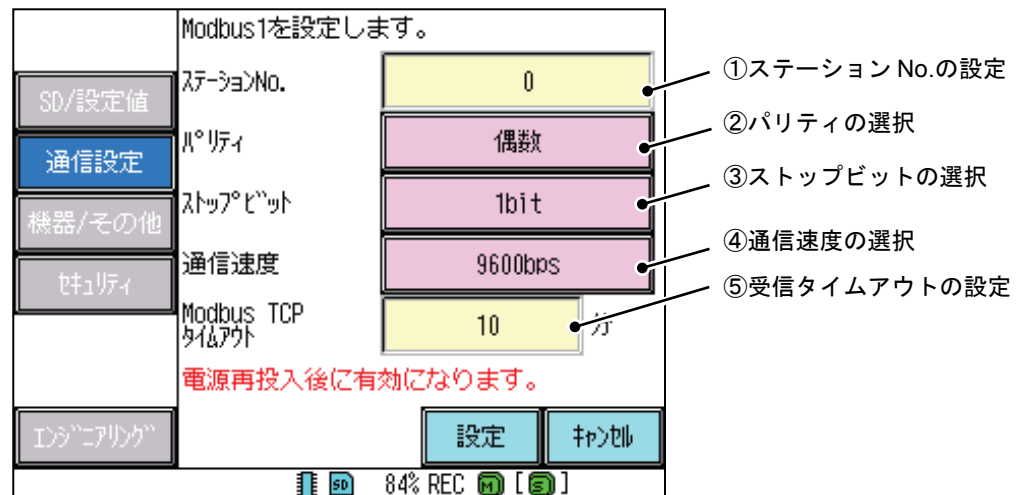 Modbus1を設定します。
SD/設定値
通信設定
機器/その他
ｾｷｭﾘﾃｨ
ｴﾝｼﾞﾆｱﾘﾝｸﾞ
ｽﾃｰｼｮﾝNo.
0
ﾊﾟﾘﾃｨ
偶数
ｽﾄｯﾌﾟﾋﾞｯﾄ
1bit
通信速度
9600bps
Modbus TCP
ﾀｲﾑｱｳﾄ
10
分
電源再投入後に有効になります。
設定
ｷｬﾝｾﾙ
SD
84% REC M [S]
①ステーション No.の設定
②パリティの選択
③ストップビットの選択
④通信速度の選択
⑤受信タイムアウトの設定